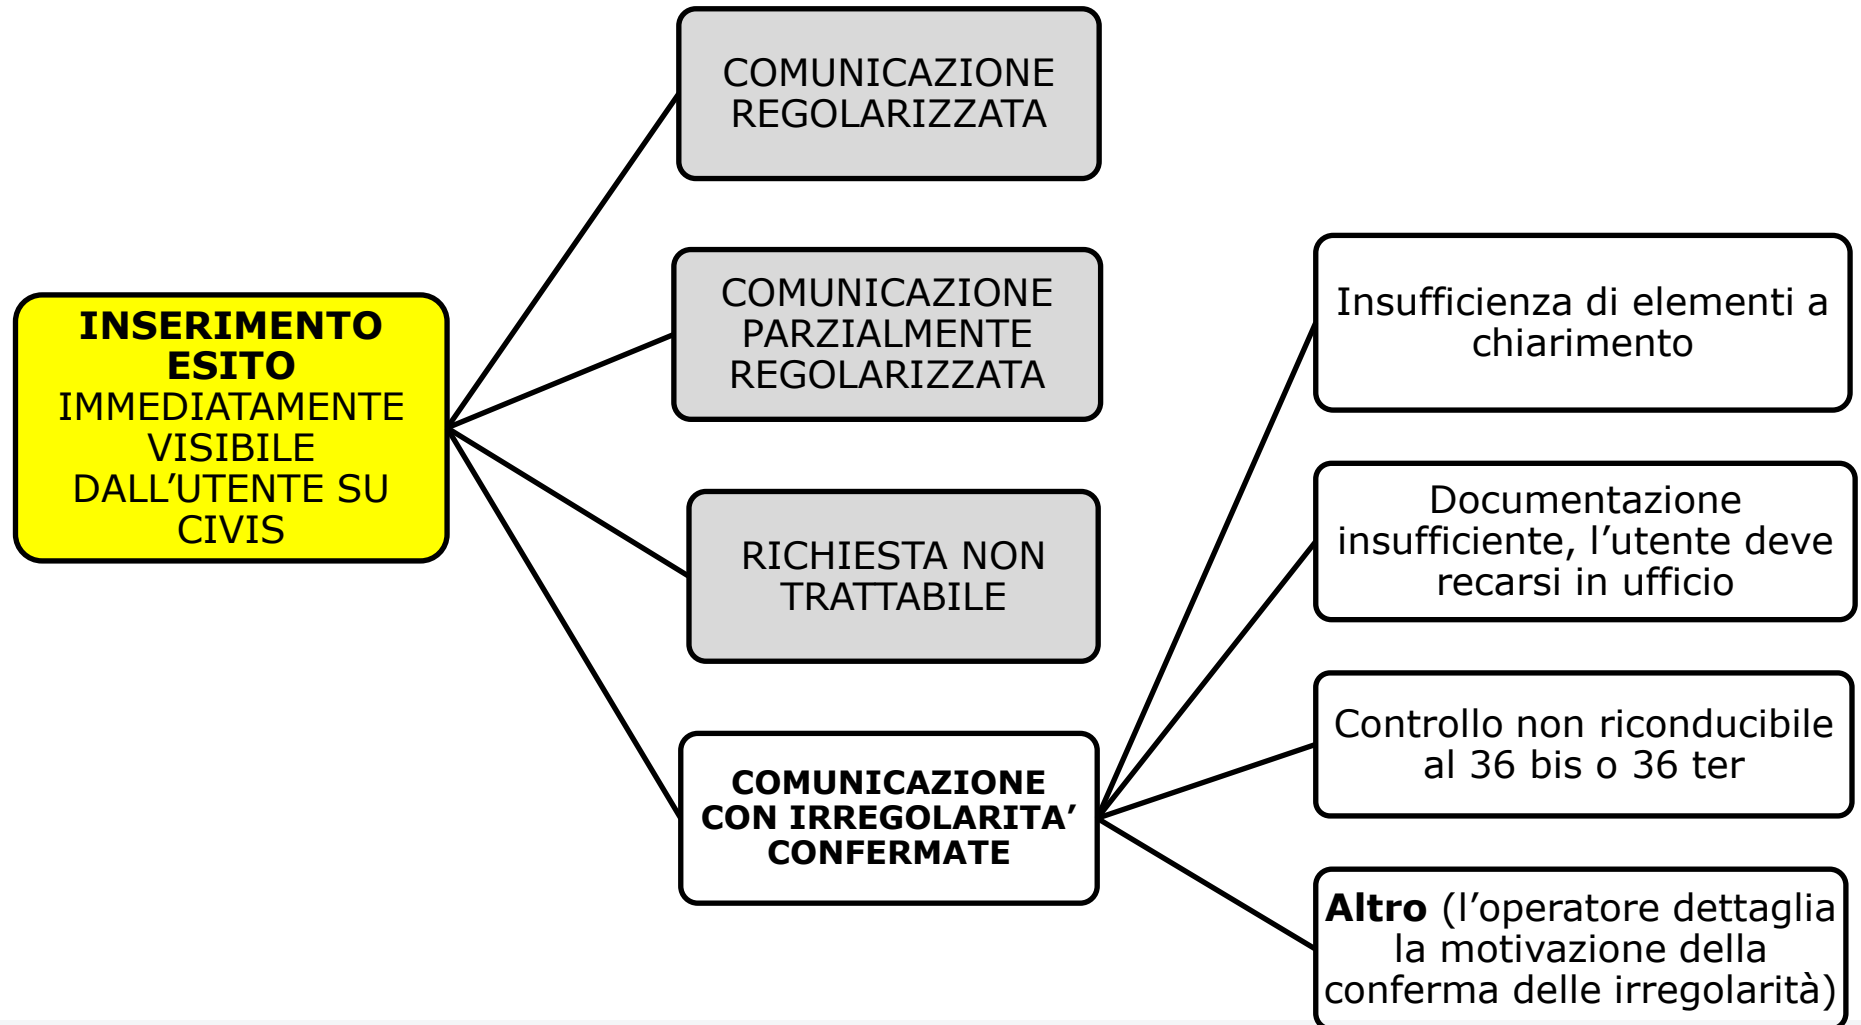 INSERIMENTO
ESITO
IMMEDIATAMENTE
VISIBILE
DALL’UTENTE SU
CIVIS
COMUNICAZIONE
REGOLARIZZATA
COMUNICAZIONE
PARZIALMENTE
REGOLARIZZATA
RICHIESTA NON
TRATTABILE
COMUNICAZIONE
CON IRREGOLARITA’
CONFERMATE
Insufficienza di elementi a
chiarimento
Documentazione
insufficiente, l’utente deve
recarsi in ufficio
Controllo non riconducibile
al 36 bis o 36 ter
Altro (l’operatore dettaglia
la motivazione della
conferma delle irregolarità)